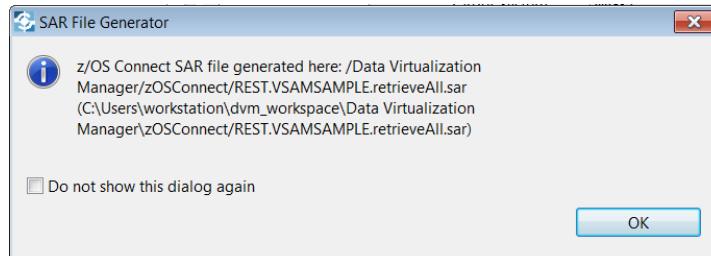 SAR File Generator
z/OS Connect SAR file generated here: /Data Virtualization
Manager/zOSConnect/REST.VSAMSAMPLE.retrieveAll.sar
(C:\Users\workstation\dvm_workspace\Data Virtualization
Manager\zOSConnect/REST.VSAMSAMPLE.retrieveAll.sar)
Do not show this dialog again
OK